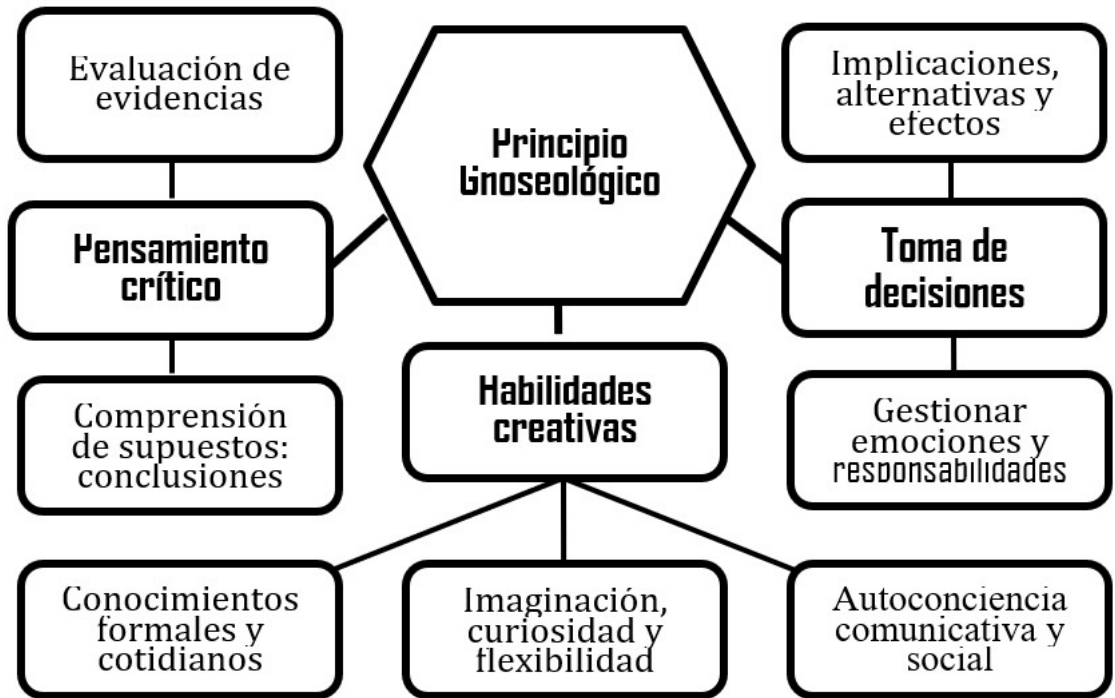 Evaluación de
evidencias
Principio
Gnoseológico
Implicaciones,
alternativas y
efectos
Pensamiento
crítico
Toma de
decisiones
Habilidades
creativas
Comprensión
de supuestos:
conclusiones
Gestionar
emociones y
responsabilidades
Conocimientos
formales y
cotidianos
Imaginación,
curiosidad y
flexibilidad
Autoconciencia
comunicativa y
social